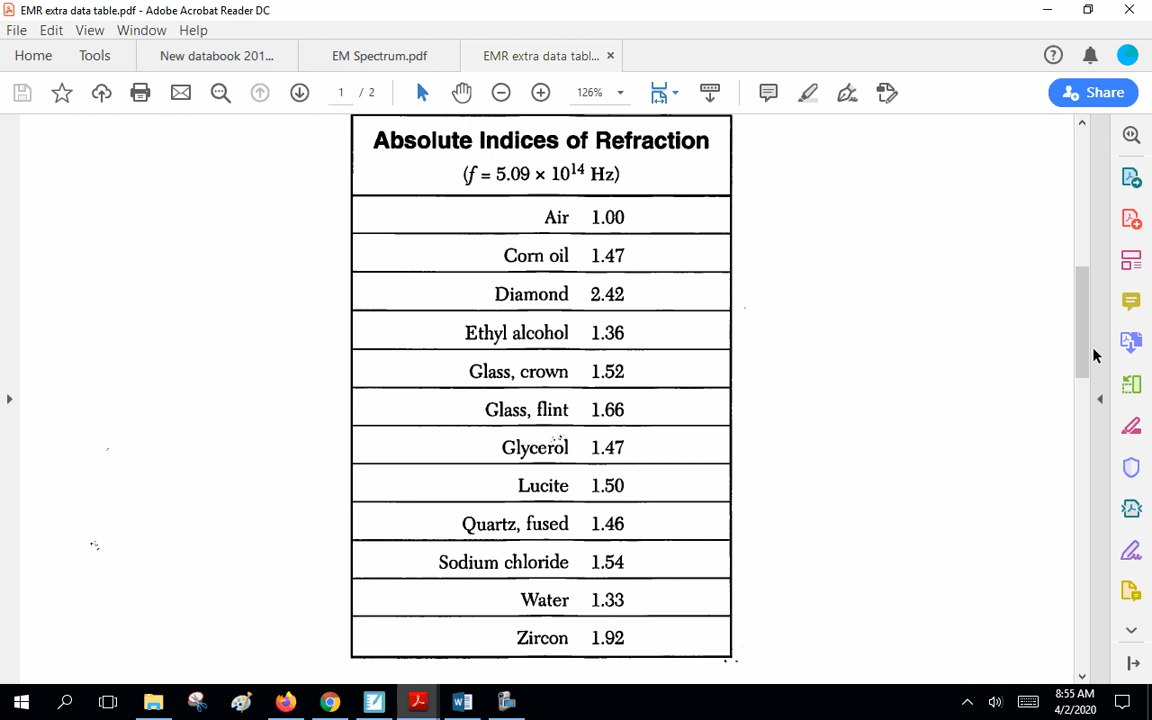 EMR extra data table.pdf - Adobe Acrobat Reader DC
File Edit View Window Help
Home Tools New databook 201... EM Spectrum.pdf EMR extra data tabl... ×
1 / 2 126% Share
Absolute Indices of Refraction
(f = 5.09 × 10¹⁴ Hz)
Air 1.00
Corn oil 1.47
Diamond 2.42
Ethyl alcohol 1.36
Glass, crown 1.52
Glass, flint 1.66
Glycerol 1.47
Lucite 1.50
Quartz, fused 1.46
Sodium chloride 1.54
Water 1.33
Zircon 1.92
8:55 AM
4/2/2020